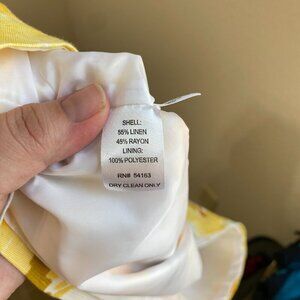 SHELL:
55% LINEN
45% RAYON
LINING:
100% POLYESTER
RN# 54163
DRY CLEAN ONLY